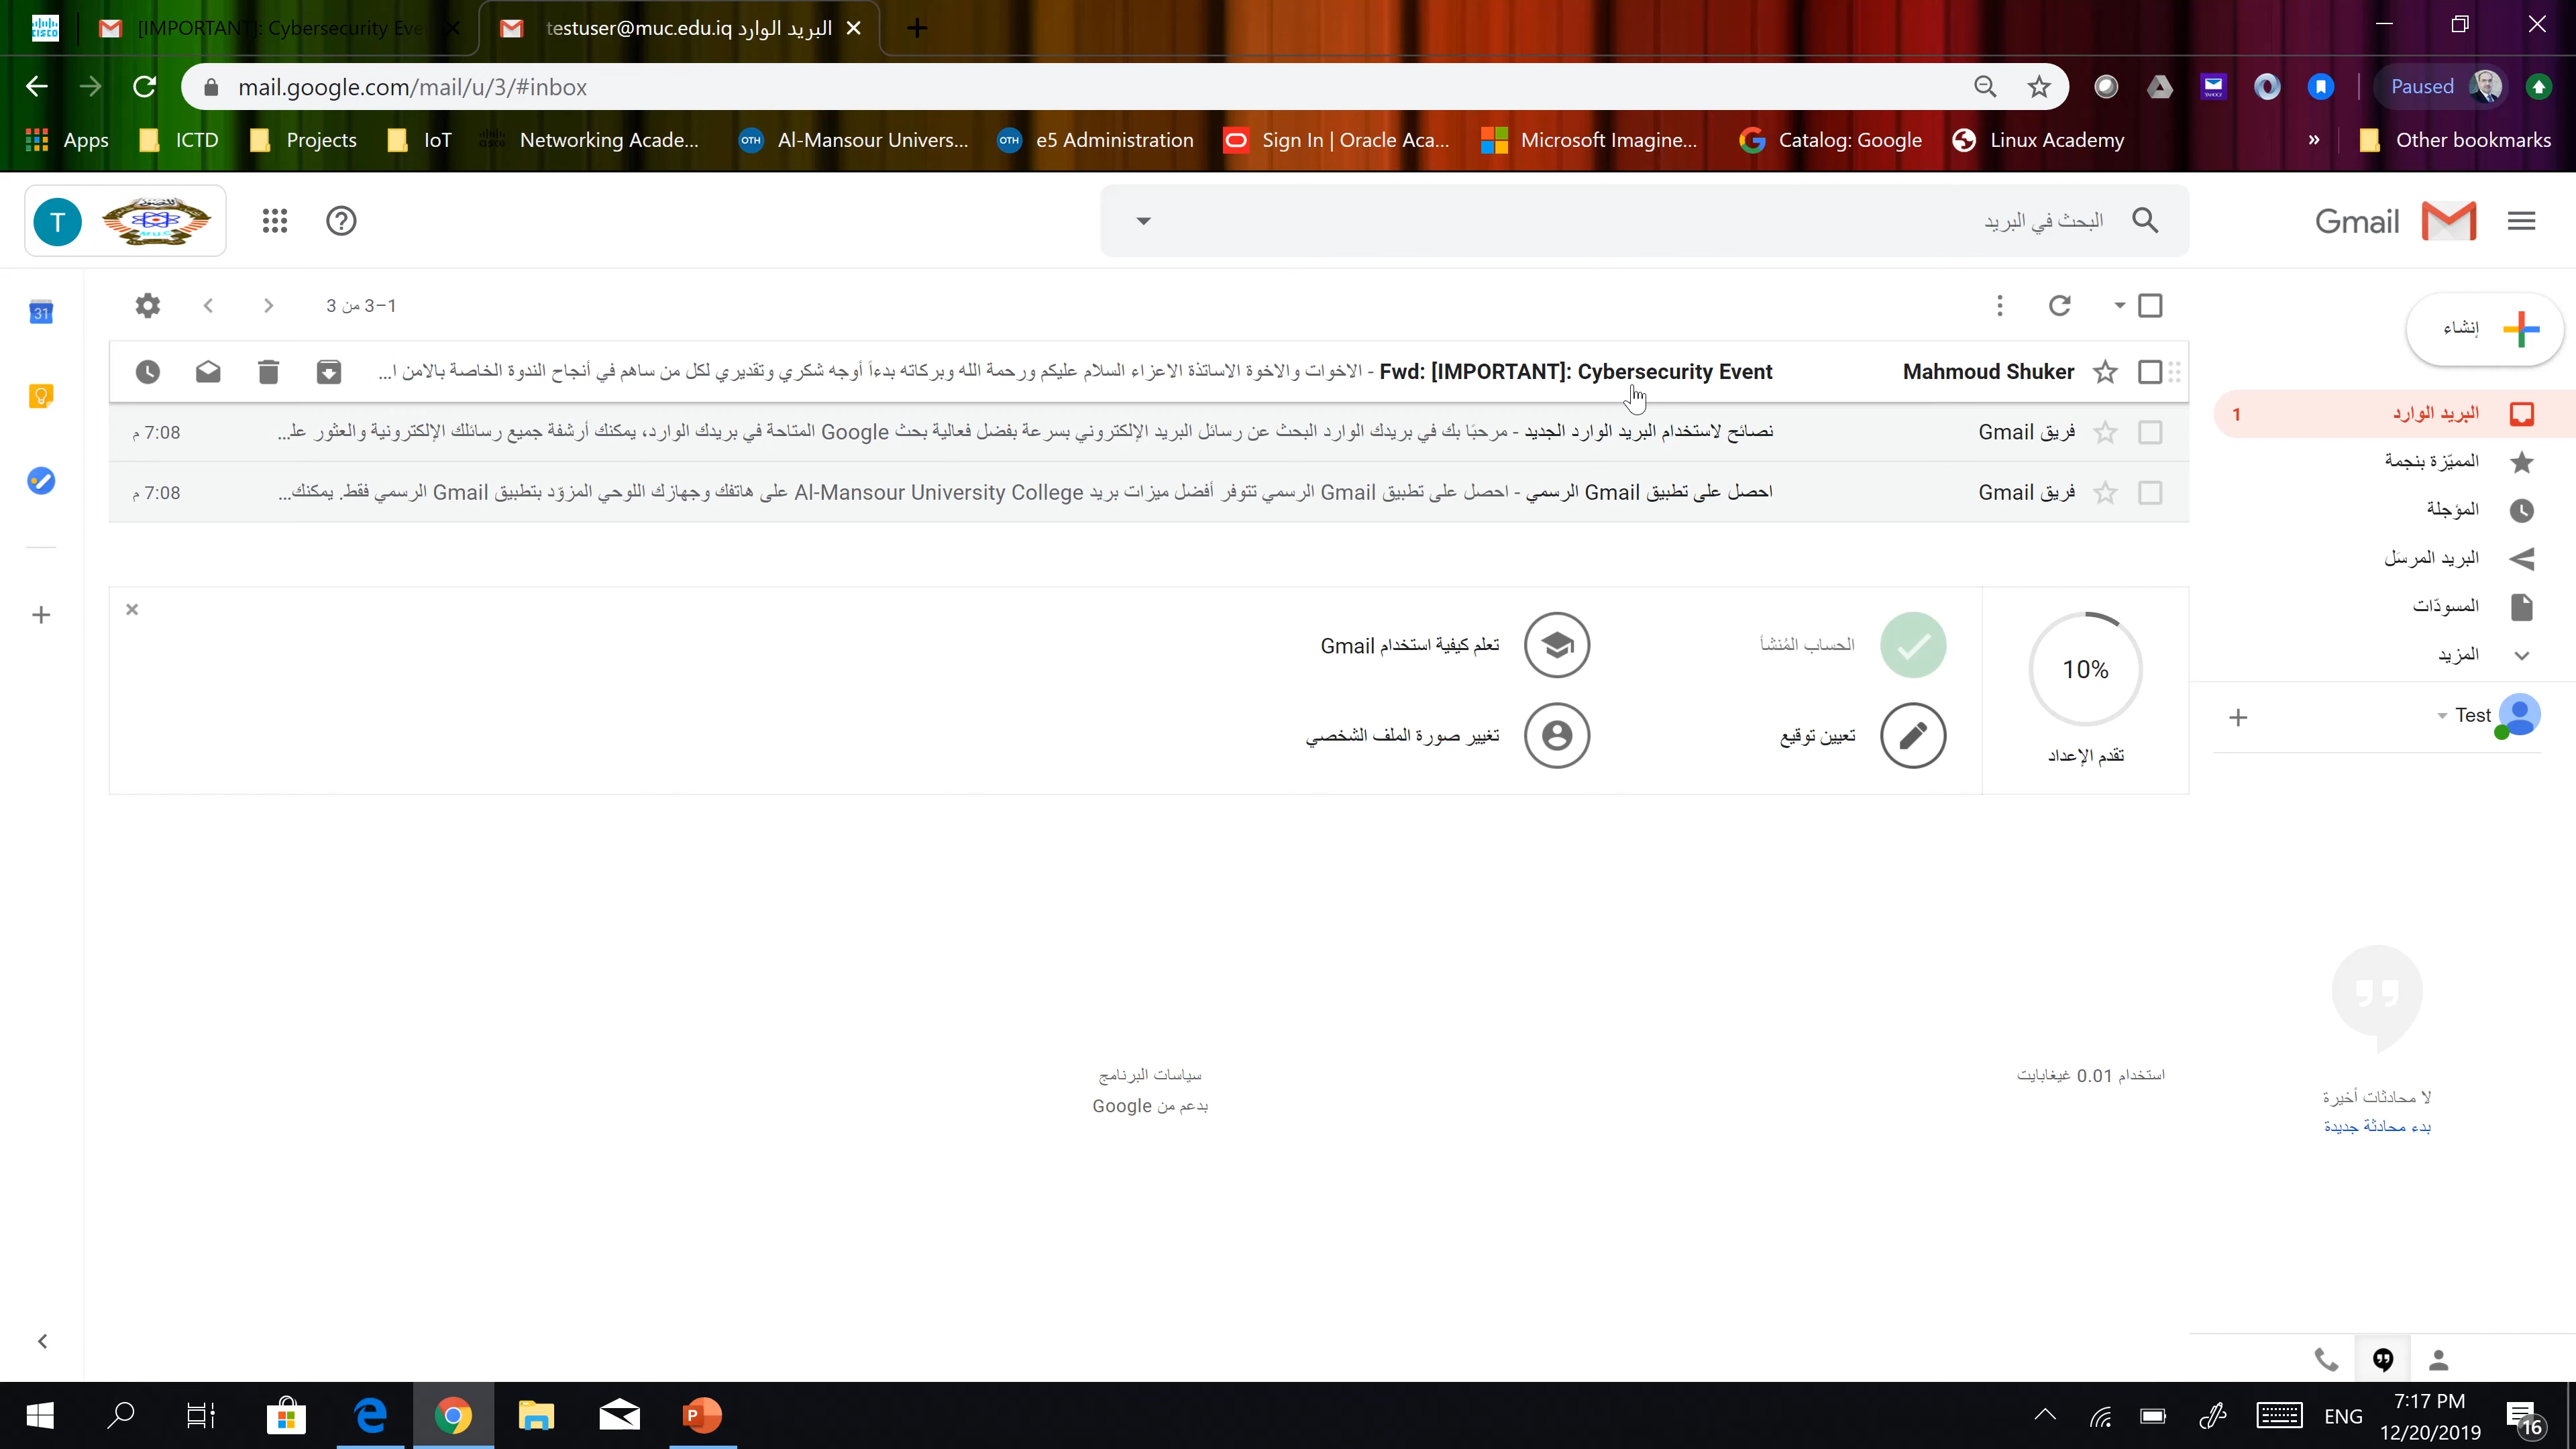 [IMPORTANT]: Cybersecurity Eve
testuser@muc.edu.iq البريد الوارد
mail.google.com/mail/u/3/#inbox
Paused
Apps
ICTD
Projects
IoT
Networking Acade...
Al-Mansour Univers...
e5 Administration
Sign In | Oracle Aca...
Microsoft Imagine...
Catalog: Google
Linux Academy
»
Other bookmarks
Gmail
البحث في البريد
T
إنشاء
1–3 من 3
Mahmoud Shuker
Fwd: [IMPORTANT]: Cybersecurity Event - الاخوات والاخوة الاساتذة الاعزاء السلام عليكم ورحمة الله وبركاته بدءاً أوجه شكري وتقديري لكل من ساهم في أنجاح الندوة الخاصة بالامن ا...
فريق Gmail
نصائح لاستخدام البريد الوارد الجديد - مرحبًا بك في بريدك الوارد البحث عن رسائل البريد الإلكتروني بسرعة بفضل فعالية بحث Google المتاحة في بريدك الوارد، يمكنك أرشفة جميع رسائلك الإلكترونية والعثور علـ...
7:08 م
فريق Gmail
احصل على تطبيق Gmail الرسمي - احصل على تطبيق Gmail الرسمي تتوفر أفضل ميزات بريد Al-Mansour University College على هاتفك وجهازك اللوحي المزوّد بتطبيق Gmail الرسمي فقط. يمكنك...
7:08 م
البريد الوارد
1
المميّزة بنجمة
المؤجلة
البريد المرسَل
المسودّات
المزيد
Test
10%
تقدم الإعداد
الحساب المُنشأ
تعلم كيفية استخدام Gmail
تعيين توقيع
تغيير صورة الملف الشخصي
استخدام 0.01 غيغابايت
سياسات البرنامج
بدعم من Google
لا محادثات أخيرة
بدء محادثة جديدة
31
ENG
7:17 PM
12/20/2019
16